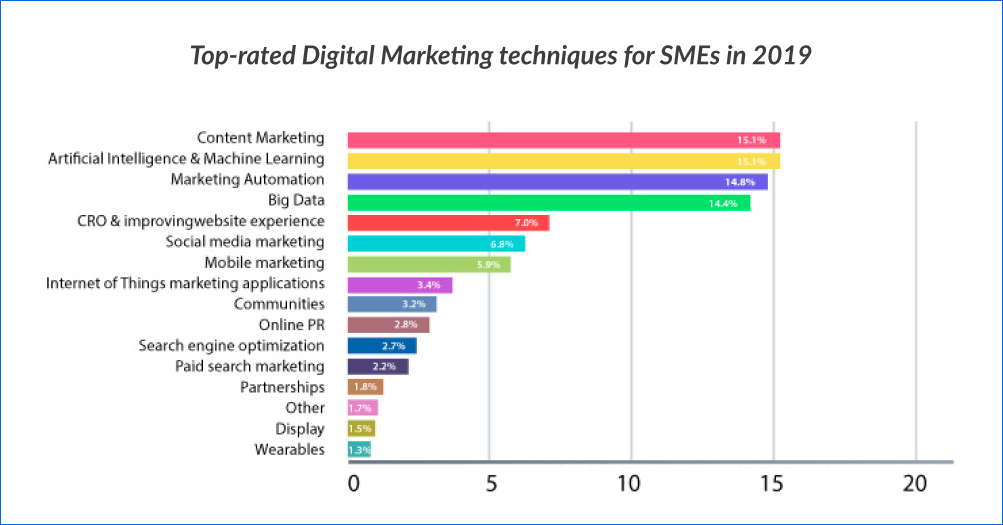 Top-rated Digital Marketing techniques for SMEs in 2019
Content Marketing 15.1%
Artificial Intelligence & Machine Learning 15.1%
Marketing Automation 14.8%
Big Data 14.4%
CRO & improvingwebsite experience 7.0%
Social media marketing 6.8%
Mobile marketing 5.9%
Internet of Things marketing applications 3.4%
Communities 3.2%
Online PR 2.8%
Search engine optimization 2.7%
Paid search marketing 2.2%
Partnerships 1.8%
Other 1.7%
Display 1.5%
Wearables 1.3%
0 5 10 15 20